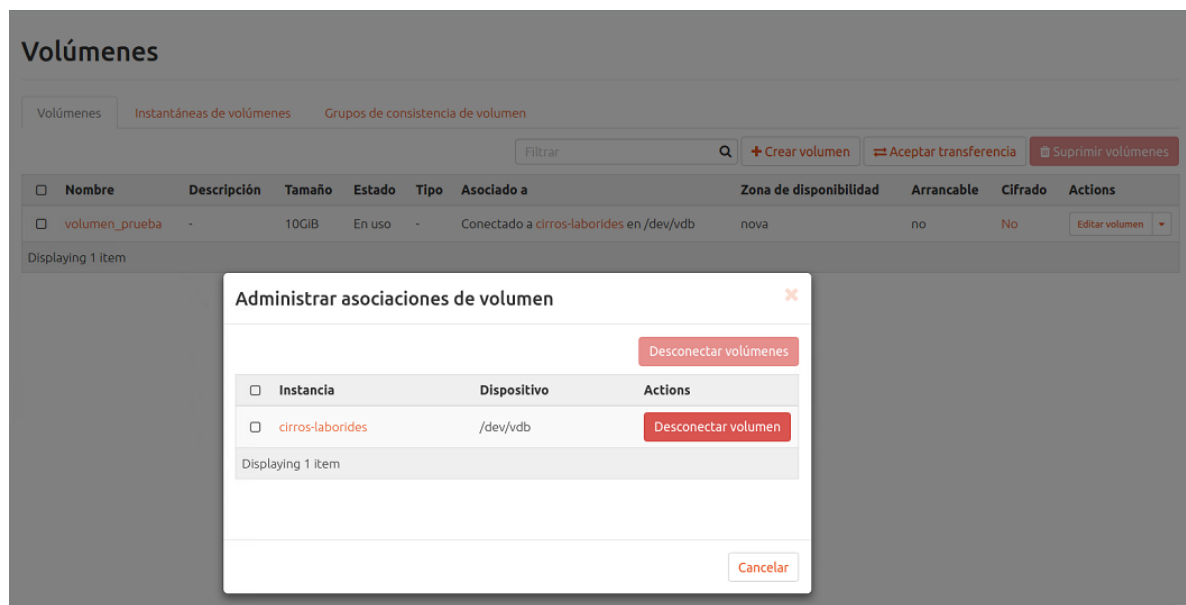 Volúmenes
Volúmenes Instantáneas de volúmenes Grupos de consistencia de volumen
Filtrar + Crear volumen Aceptar transferencia Suprimir volúmenes
Nombre Descripción Tamaño Estado Tipo Asociado a Zona de disponibilidad Arrancable Cifrado Actions
volumen_prueba - 10GiB En uso - Conectado a cirros-laborides en /dev/vdb nova no No Editar volumen
Displaying 1 item
Administrar asociaciones de volumen
Desconectar volúmenes
Instancia Dispositivo Actions
cirros-laborides /dev/vdb Desconectar volumen
Displaying 1 item
Cancelar